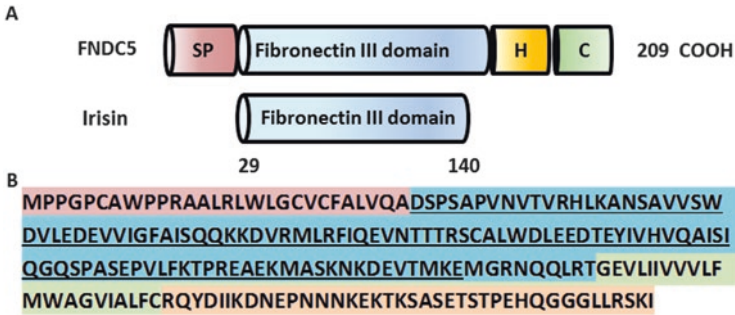 A
FNDC5 SP Fibronectin III domain H C 209 COOH
Irisin Fibronectin III domain
29 140
B
MPPGPCAWPPRAALRLWLGCVCFALVQADSPSAPVNVTVRHLKANSAVVSW
DVLEDEVVIGFAISQQKKDVRMLRFIQEVNTTTRSCALWDLEEDTEYIVHVQAISI
QGQSPASEPVLFKTPREAEKMASKNKDEVTMKEMGRNQQLRTGEVLIIVVVLF
MWAGVIALFCRQYDIIKDNEPNNNKEKTKSASETSTPEHQGGGLLRSKI